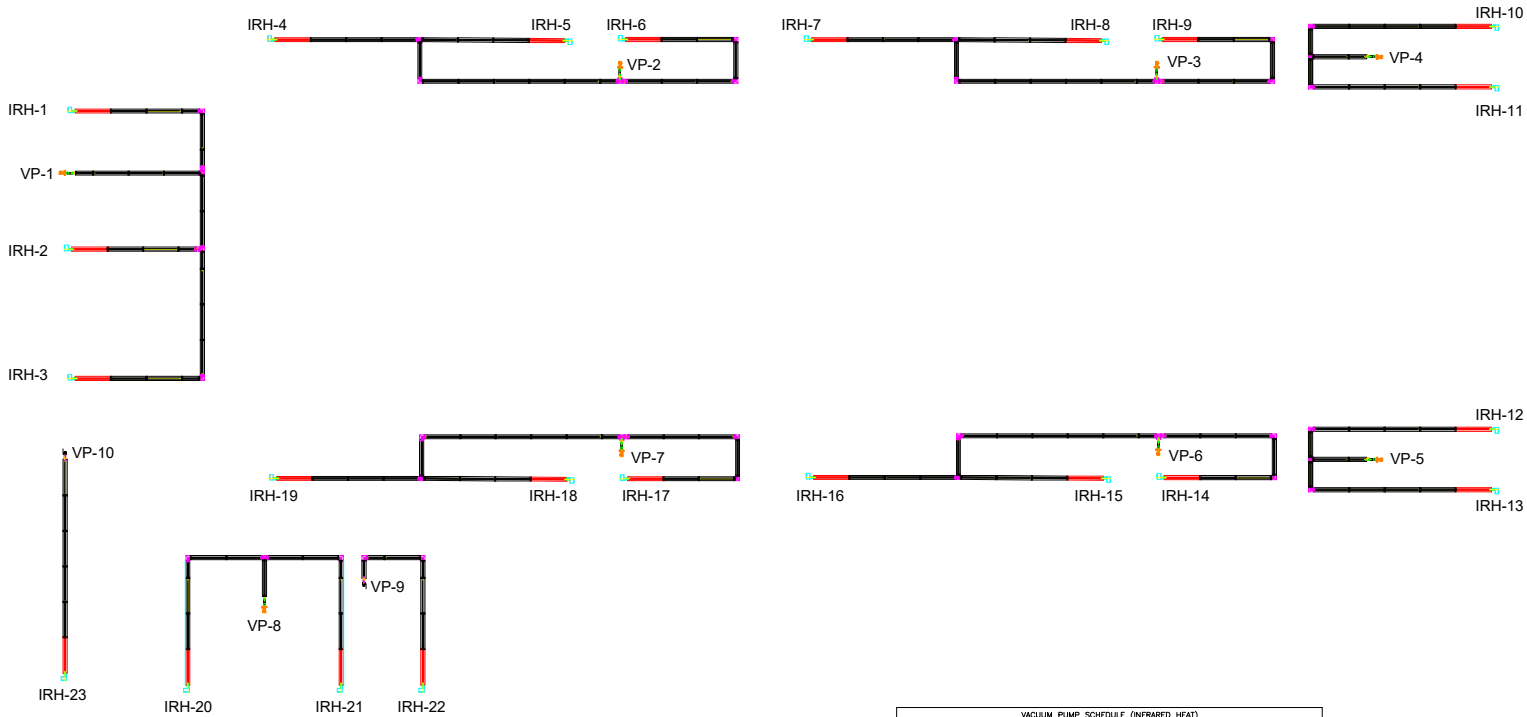 IRH-4
IRH-5
IRH-6
IRH-7
IRH-8
IRH-9
IRH-10
VP-2
VP-3
VP-4
IRH-1
IRH-11
VP-1
IRH-2
IRH-3
IRH-12
VP-10
VP-7
VP-6
VP-5
IRH-19
IRH-18
IRH-17
IRH-16
IRH-15
IRH-14
IRH-13
VP-9
VP-8
IRH-23
IRH-20
IRH-21
IRH-22
VACUUM PUMP SCHEDULE (INFRARED HEAT)